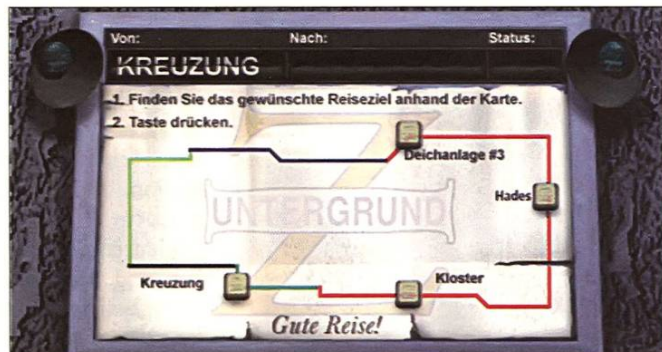 Von: Nach: Status:
KREUZUNG
1. Finden Sie das gewünschte Reiseziel anhand der Karte.
2. Taste drücken.
Deichanlage #3
UNTERGRUND
Hades
Kreuzung
Kloster
Gute Reise!